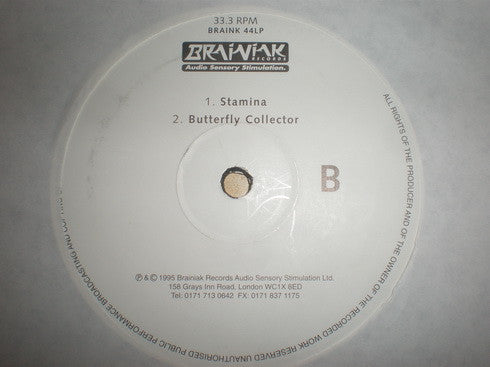 33.3 RPM
BRAINK 44LP
BRAINIAK
RECORDS
Audio Sensory Stimulation.
1. Stamina
2. Butterfly Collector
B
℗ & © 1995 Brainiak Records Audio Sensory Stimulation Ltd.
158 Grays Inn Road, London WC1X 8ED
Tel: 0171 713 0642 FX: 0171 837 1175
ALL RIGHTS OF THE PRODUCER AND OF THE OWNER OF THE RECORDED WORK RESERVED UNAUTHORISED PUBLIC PERFORMANCE BROADCASTING AND